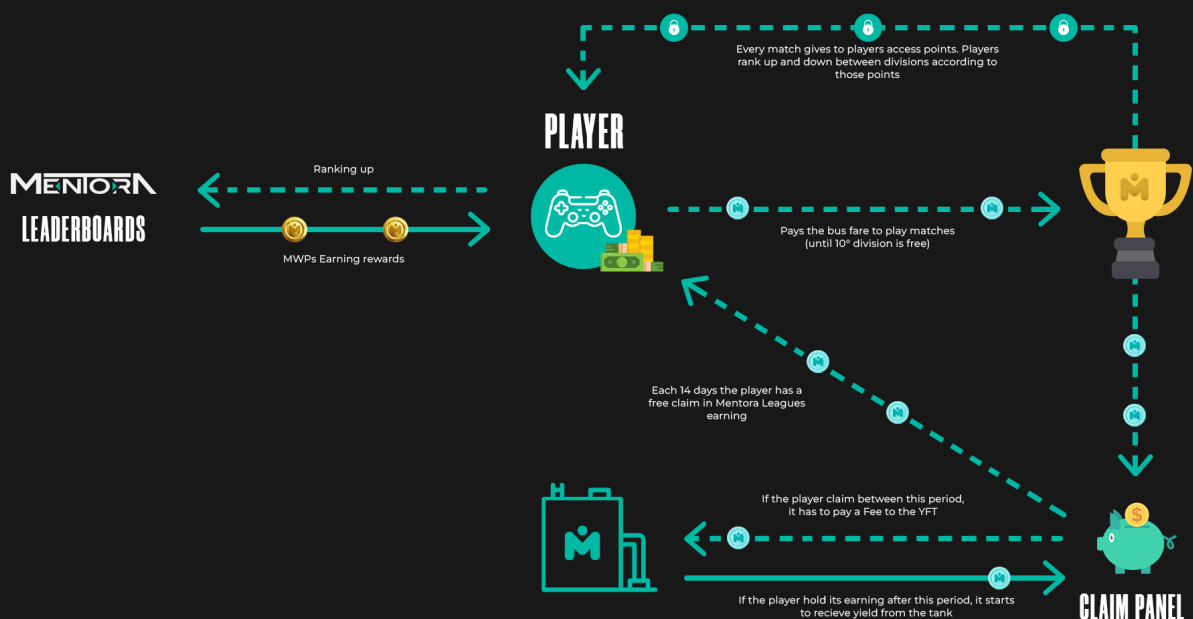 Every match gives to players access points. Players
rank up and down between divisions according to
those points
PLAYER
MENTORA
LEADERBOARDS
Ranking up
MWPs Earning rewards
Pays the bus fare to play matches
(until 10° division is free)
Each 14 days the player has a
free claim in Mentora Leagues
earning
If the player claim between this period,
it has to pay a Fee to the YFT
If the player hold its earning after this period, it starts
to recieve yield from the tank
$
CLAIM PANEL